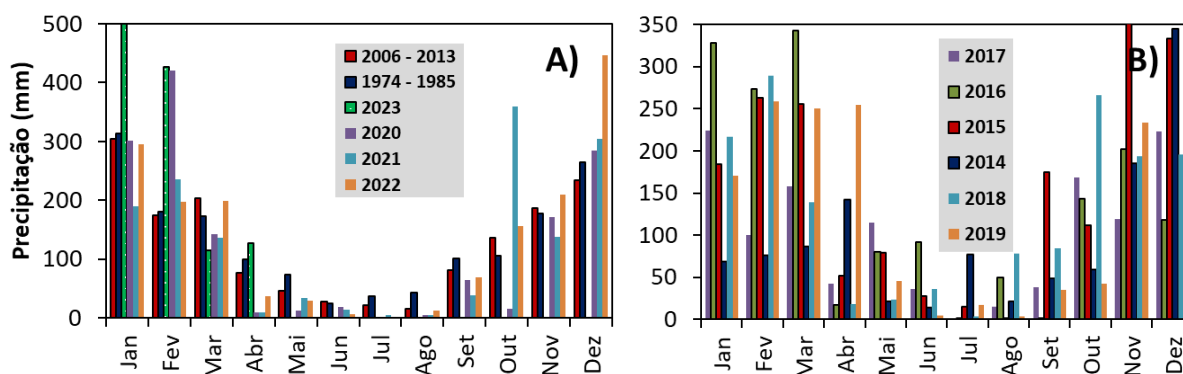 Precipitação (mm)
500
400
300
200
100
0
A)
2006 - 2013
1974 - 1985
2023
2020
2021
2022
Jan
Fev
Mar
Abr
Mai
Jun
Jul
Ago
Set
Out
Nov
Dez
350
300
250
200
150
100
50
0
B)
2017
2016
2015
2014
2018
2019
Jan
Fev
Mar
Abr
Mai
Jun
Jul
Ago
Set
Out
Nov
Dez